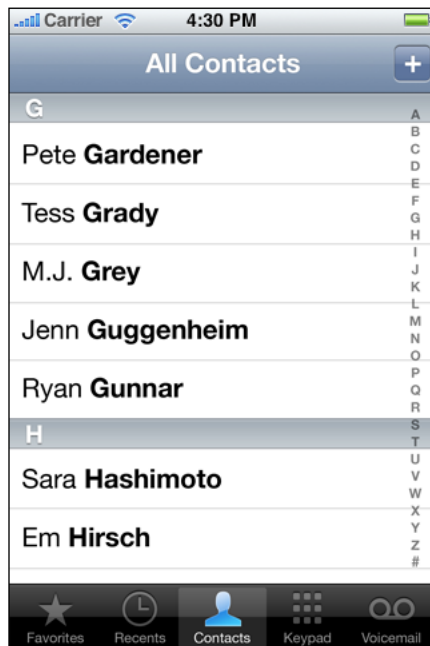 Carrier 4:30 PM
All Contacts +
G
Pete Gardener
Tess Grady
M.J. Grey
Jenn Guggenheim
Ryan Gunnar
H
Sara Hashimoto
Em Hirsch
A
B
C
D
E
F
G
H
I
J
K
L
M
N
O
P
Q
R
S
T
U
V
W
X
Y
Z
#
Favorites Recents Contacts Keypad Voicemail